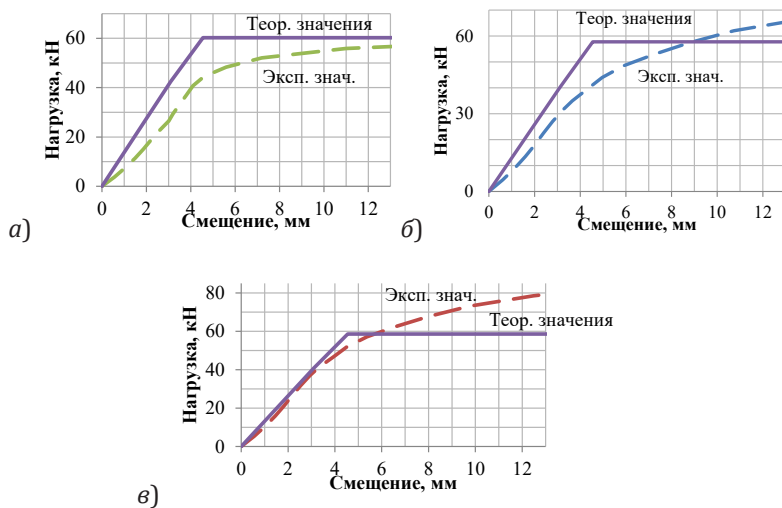 Нагрузка, кН
60
40
20
0
Теор. значения
Эксп. знач.
0 2 4 6 8 10 12
Смещение, мм
а)
Нагрузка, кН
60
30
0
Теор. значения
Эксп. знач.
0 2 4 6 8 10 12
Смещение, мм
б)
Нагрузка, кН
80
60
40
20
0
Эксп. знач.
Теор. значения
0 2 4 6 8 10 12
Смещение, мм
в)